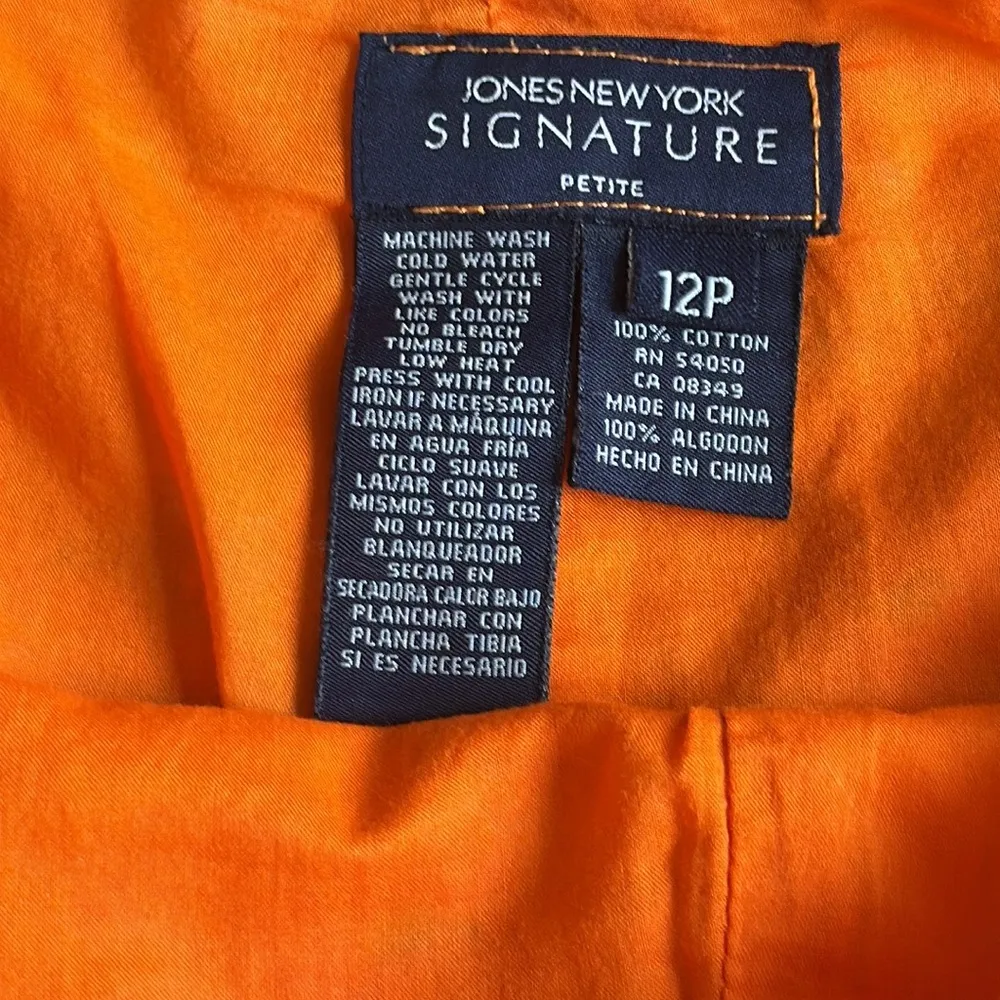 JONES NEW YORK
SIGNATURE
PETITE
MACHINE WASH
COLD WATER
GENTLE CYCLE
WASH WITH
LIKE COLORS
NO BLEACH
TUMBLE DRY
LOW HEAT
PRESS WITH COOL
IRON IF NECESSARY
LAVAR A MÁQUINA
EN AGUA FRÍA
CICLO SUAVE
LAVAR CON LOS
MISMOS COLORES
NO UTILIZAR
BLANQUEADOR
SECAR EN
SECADORA CALOR BAJO
PLANCHAR CON
PLANCHA TIBIA
SI ES NECESARIO
12P
100% COTTON
RN 54050
CA 08349
MADE IN CHINA
100% ALGODON
HECHO EN CHINA